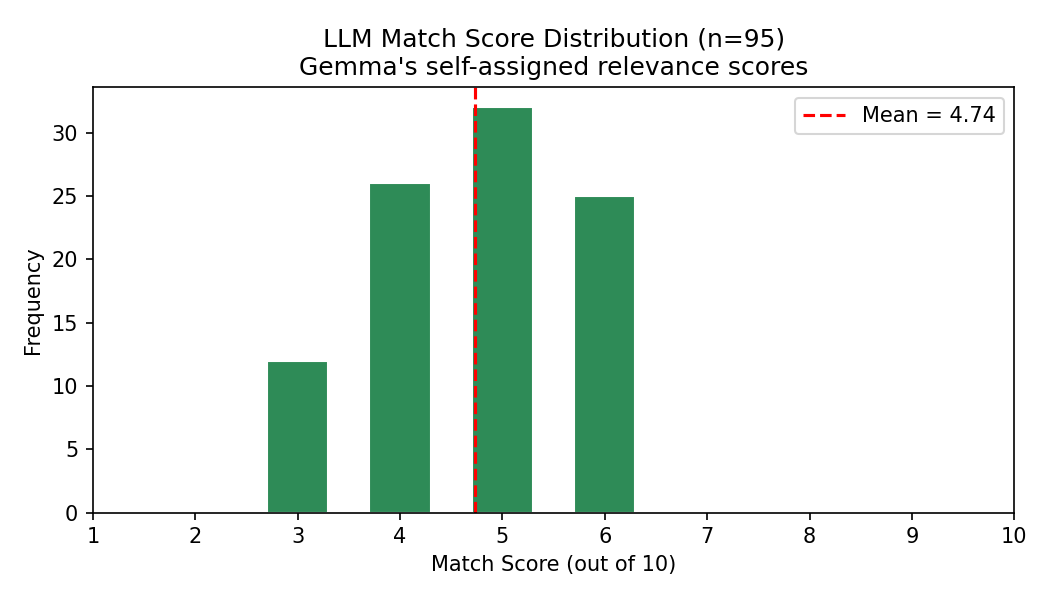 LLM Match Score Distribution (n=95)
Gemma's self-assigned relevance scores
Mean = 4.74
Frequency
30
25
20
15
10
5
0
1 2 3 4 5 6 7 8 9 10
Match Score (out of 10)